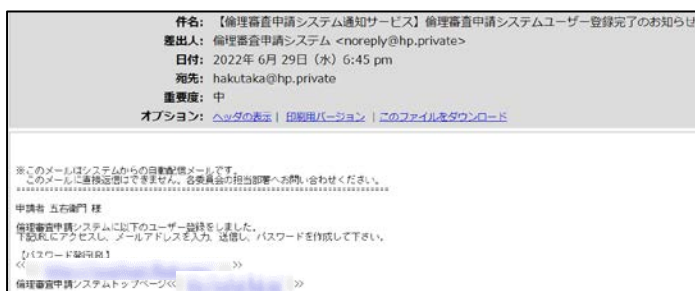 件名: 【倫理審査申請システム通知サービス】倫理審査申請システムユーザー登録完了のお知らせ
差出人: 倫理審査申請システム <noreply@hp.private>
日付: 2022年 6月 29日（水）6:45 pm
宛先: hakutaka@hp.private
重要度: 中
オプション: ヘッダの表示 | 印刷用バージョン | このファイルをダウンロード
※このメールはシステムからの自動配信メールです。
このメールに直接返信はできません。各委員会の担当部署へお問い合わせください。
申請者 五右衛門 様
倫理審査申請システムに以下のユーザー登録をしました。
下記URLにアクセスし、メールアドレスを入力、送信し、パスワードを作成して下さい。
【パスワード発行URL】
<< >>
倫理審査申請システムトップページ<< >>